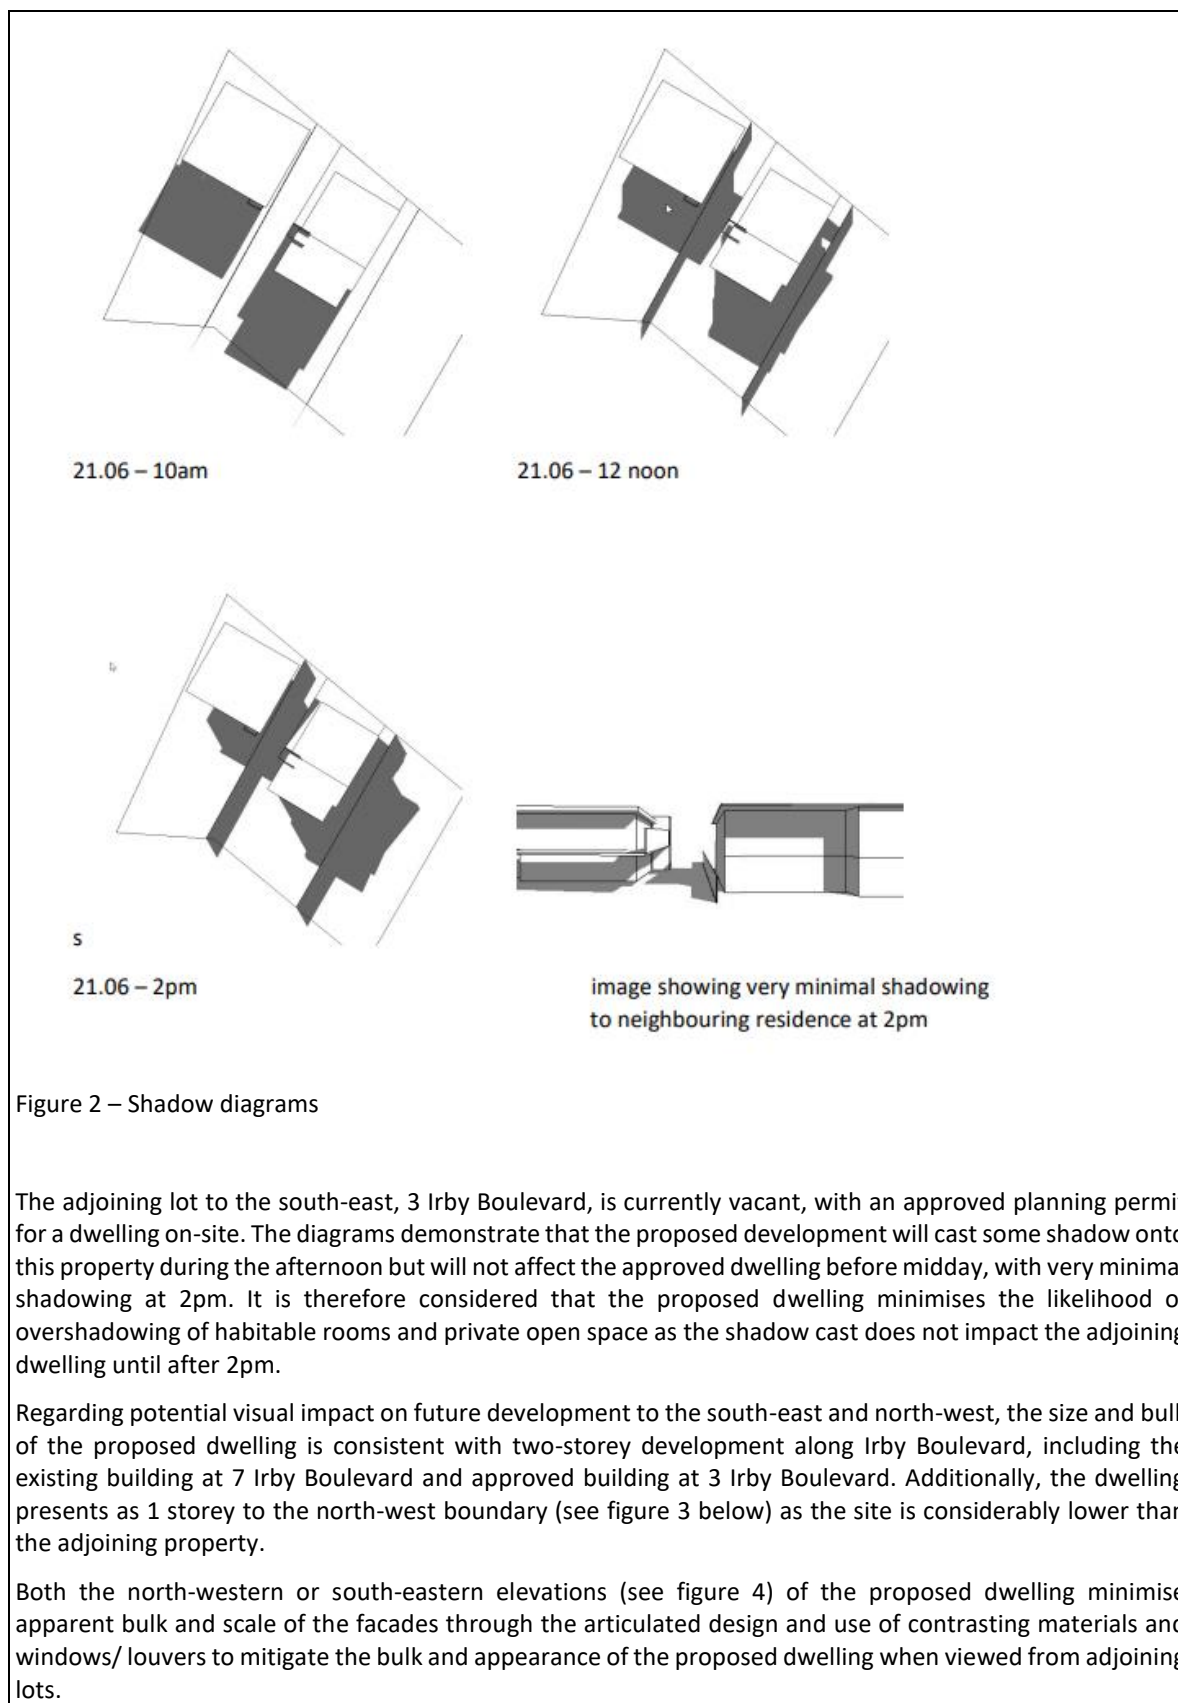 21.06 – 10am
21.06 – 12 noon
s
21.06 – 2pm
image showing very minimal shadowing
to neighbouring residence at 2pm
Figure 2 – Shadow diagrams
The adjoining lot to the south-east, 3 Irby Boulevard, is currently vacant, with an approved planning permi
for a dwelling on-site. The diagrams demonstrate that the proposed development will cast some shadow onto
this property during the afternoon but will not affect the approved dwelling before midday, with very minima
shadowing at 2pm. It is therefore considered that the proposed dwelling minimises the likelihood o
overshadowing of habitable rooms and private open space as the shadow cast does not impact the adjoining
dwelling until after 2pm.
Regarding potential visual impact on future development to the south-east and north-west, the size and bulk
of the proposed dwelling is consistent with two-storey development along Irby Boulevard, including the
existing building at 7 Irby Boulevard and approved building at 3 Irby Boulevard. Additionally, the dwelling
presents as 1 storey to the north-west boundary (see figure 3 below) as the site is considerably lower than
the adjoining property.
Both the north-western or south-eastern elevations (see figure 4) of the proposed dwelling minimise
apparent bulk and scale of the facades through the articulated design and use of contrasting materials and
windows/ louvers to mitigate the bulk and appearance of the proposed dwelling when viewed from adjoining
lots.